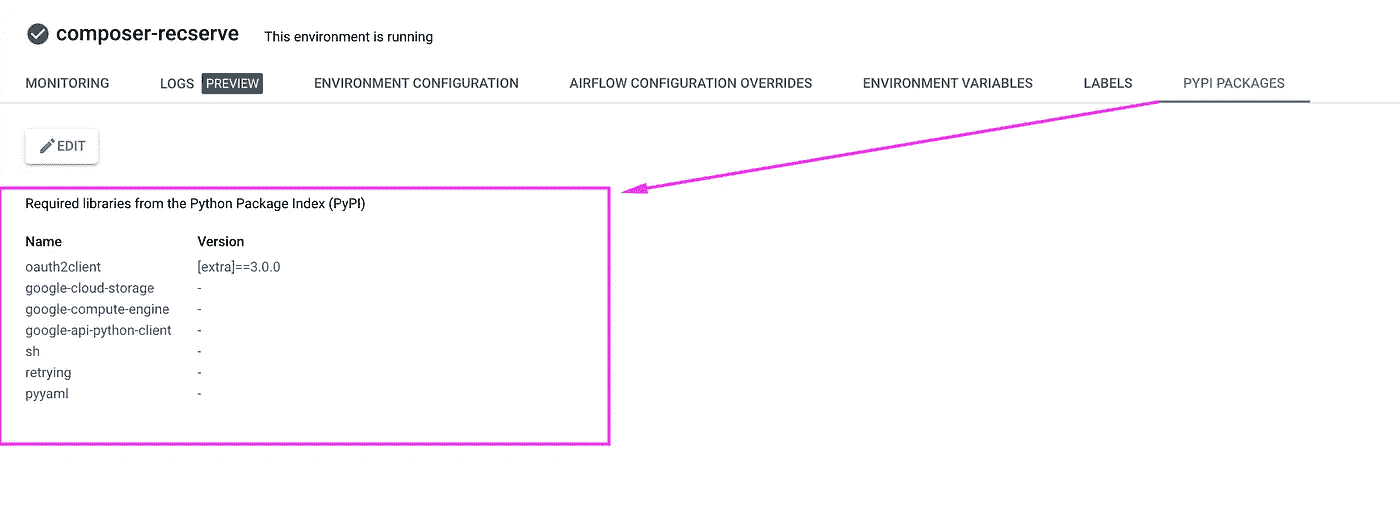 composer-recserve This environment is running
MONITORING LOGS PREVIEW ENVIRONMENT CONFIGURATION AIRFLOW CONFIGURATION OVERRIDES ENVIRONMENT VARIABLES LABELS PYPI PACKAGES
EDIT
Required libraries from the Python Package Index (PyPI)
Name Version
oauth2client [extra]==3.0.0
google-cloud-storage -
google-compute-engine -
google-api-python-client -
sh -
retrying -
pyyaml -